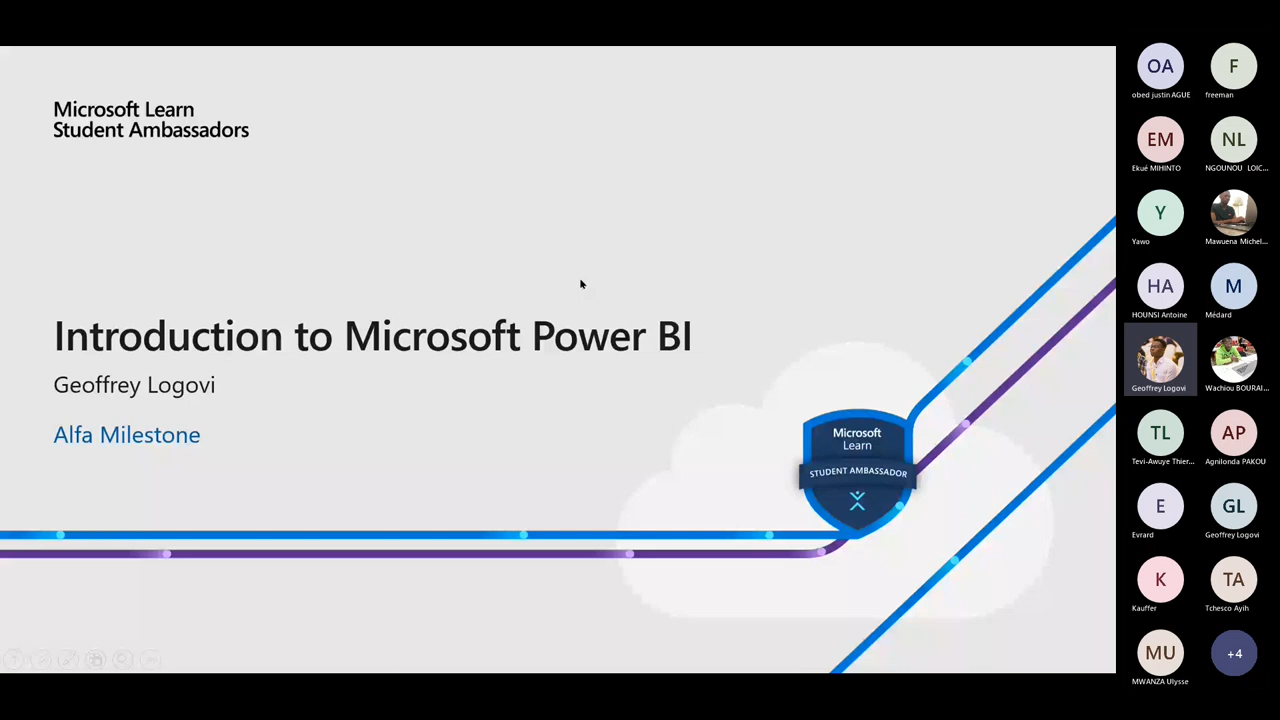 Microsoft Learn
Student Ambassadors
Introduction to Microsoft Power BI
Geoffrey Logovi
Alfa Milestone
Microsoft
Learn
STUDENT AMBASSADOR
OA
obed justin AGUE
F
freeman
EM
Ekué MIHINTO
NL
NGOUNOU LOIC...
Y
Yawo
Mawuena Michel...
HA
HOUNSI Antoine
M
Médard
Geoffrey Logovi
Wachiou BOURAI...
TL
Tevi-Awuye Thier...
AP
Agnilonda PAKOU
E
Evrard
GL
Geoffrey Logovi
K
Kauffer
TA
Tchesco Ayih
MU
MWANZA Ulysse
+4